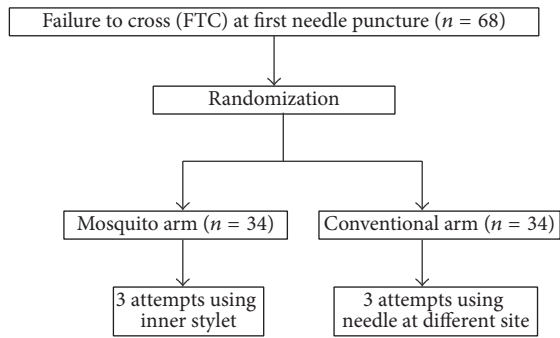 Failure to cross (FTC) at first needle puncture (n = 68)
Randomization
Mosquito arm (n = 34)
Conventional arm (n = 34)
3 attempts using
inner stylet
3 attempts using
needle at different site